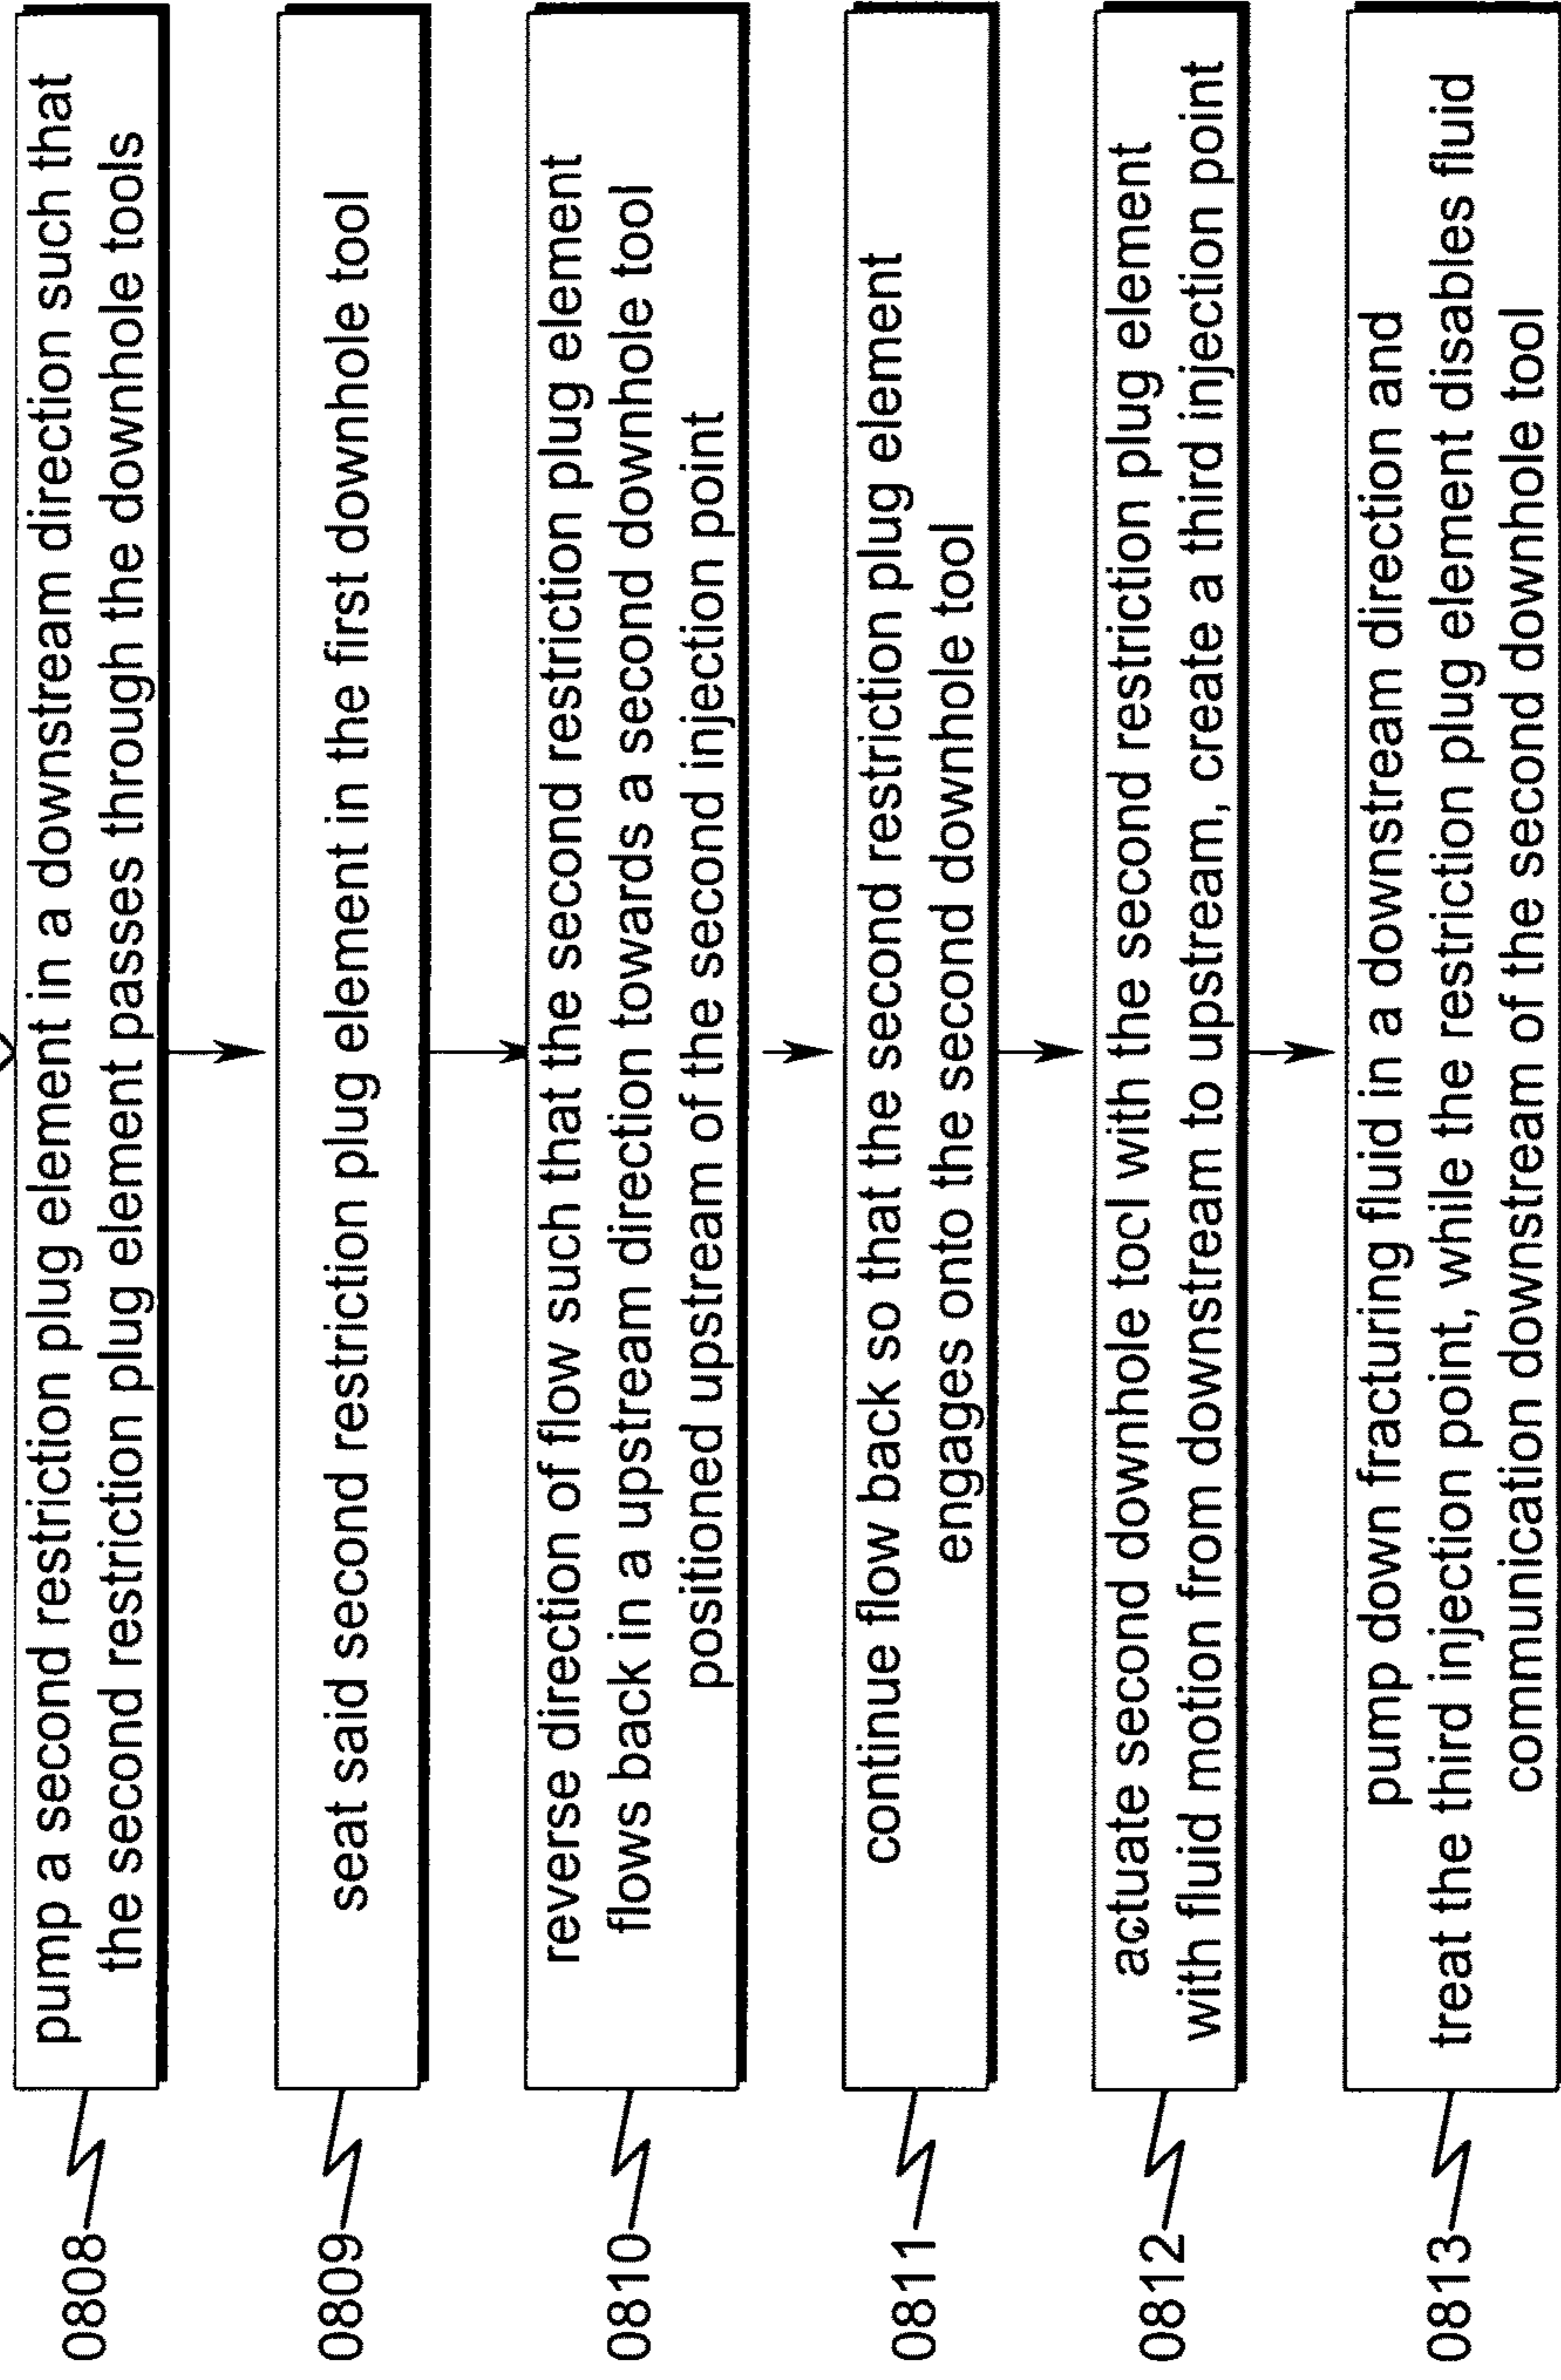 0808
pump a second restriction plug element in a downstream direction such that
the second restriction plug element passes through the downhole tools
0809
seat said second restriction plug element in the first downhole tool
0810
reverse direction of flow such that the second restriction plug element
flows back in a upstream direction towards a second downhole tool
positioned upstream of the second injection point
0811
continue flow back so that the second restriction plug element
engages onto the second downhole tool
0812
actuate second downhole tool with the second restriction plug element
with fluid motion from downstream to upstream, create a third injection point
0813
pump down fracturing fluid in a downstream direction and
treat the third injection point, while the restriction plug element disables fluid
communication downstream of the second downhole tool